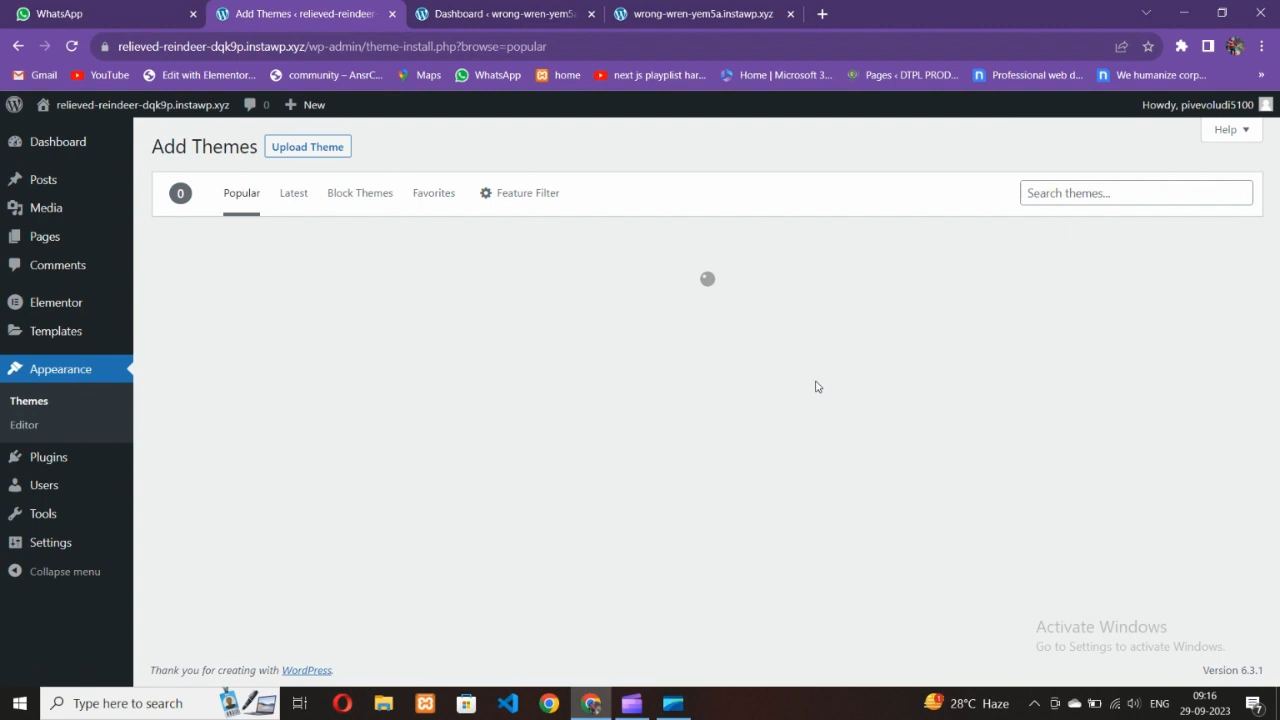 WhatsApp
Add Themes ‹ relieved-reindeer-
Dashboard ‹ wrong-wren-yem5a
wrong-wren-yem5a.instawp.xyz
relieved-reindeer-dqk9p.instawp.xyz/wp-admin/theme-install.php?browse=popular
Gmail
YouTube
Edit with Elementor...
community – AnsrC...
Maps
WhatsApp
home
next js playlist har...
Home | Microsoft 3...
Pages ‹ DTPL PROD...
Professional web d...
We humanize corp...
»
relieved-reindeer-dqk9p.instawp.xyz
0
New
Howdy, pivevoludi5100
Dashboard
Posts
Media
Pages
Comments
Elementor
Templates
Appearance
Themes
Editor
Plugins
Users
Tools
Settings
Collapse menu
Help
Add Themes
Upload Theme
0
Popular
Latest
Block Themes
Favorites
Feature Filter
Search themes...
Activate Windows
Go to Settings to activate Windows.
Thank you for creating with WordPress.
Version 6.3.1
Type here to search
28°C Haze
ENG
09:16
29-09-2023
7